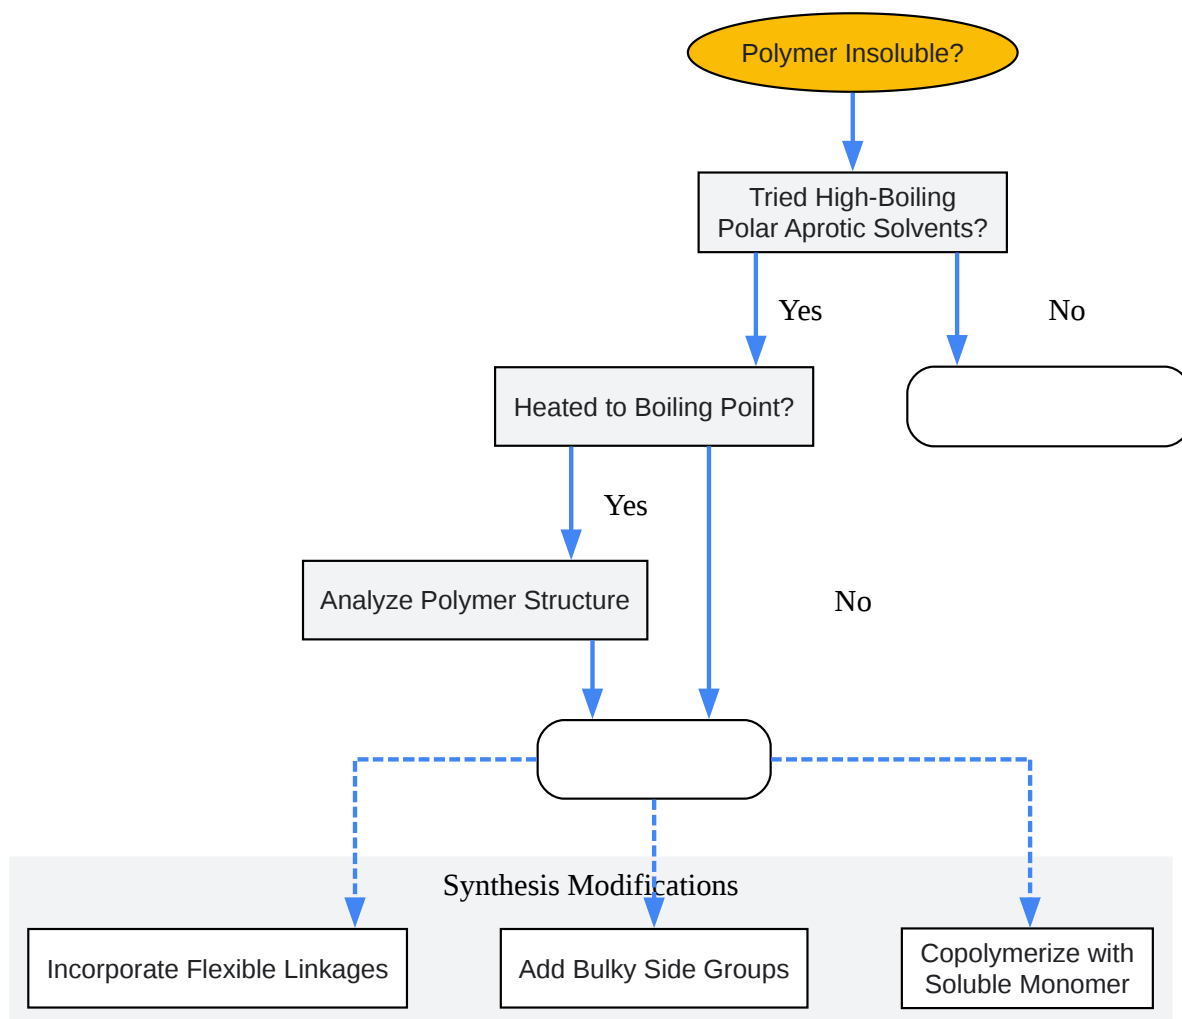 Polymer Insoluble?
Tried High-Boiling
Polar Aprotic Solvents?
Yes
No
Heated to Boiling Point?
Yes
Analyze Polymer Structure
No
Synthesis Modifications
Incorporate Flexible Linkages
Add Bulky Side Groups
Copolymerize with
Soluble Monomer